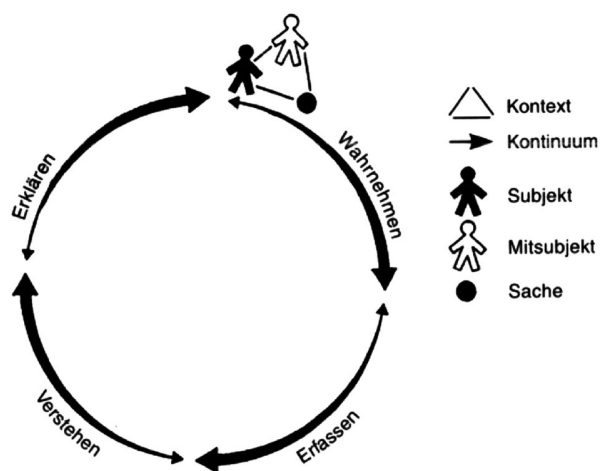 Wahrnehmen
Erfassen
Verstehen
Erklären
Kontext
Kontinuum
Subjekt
Mitsubjekt
Sache